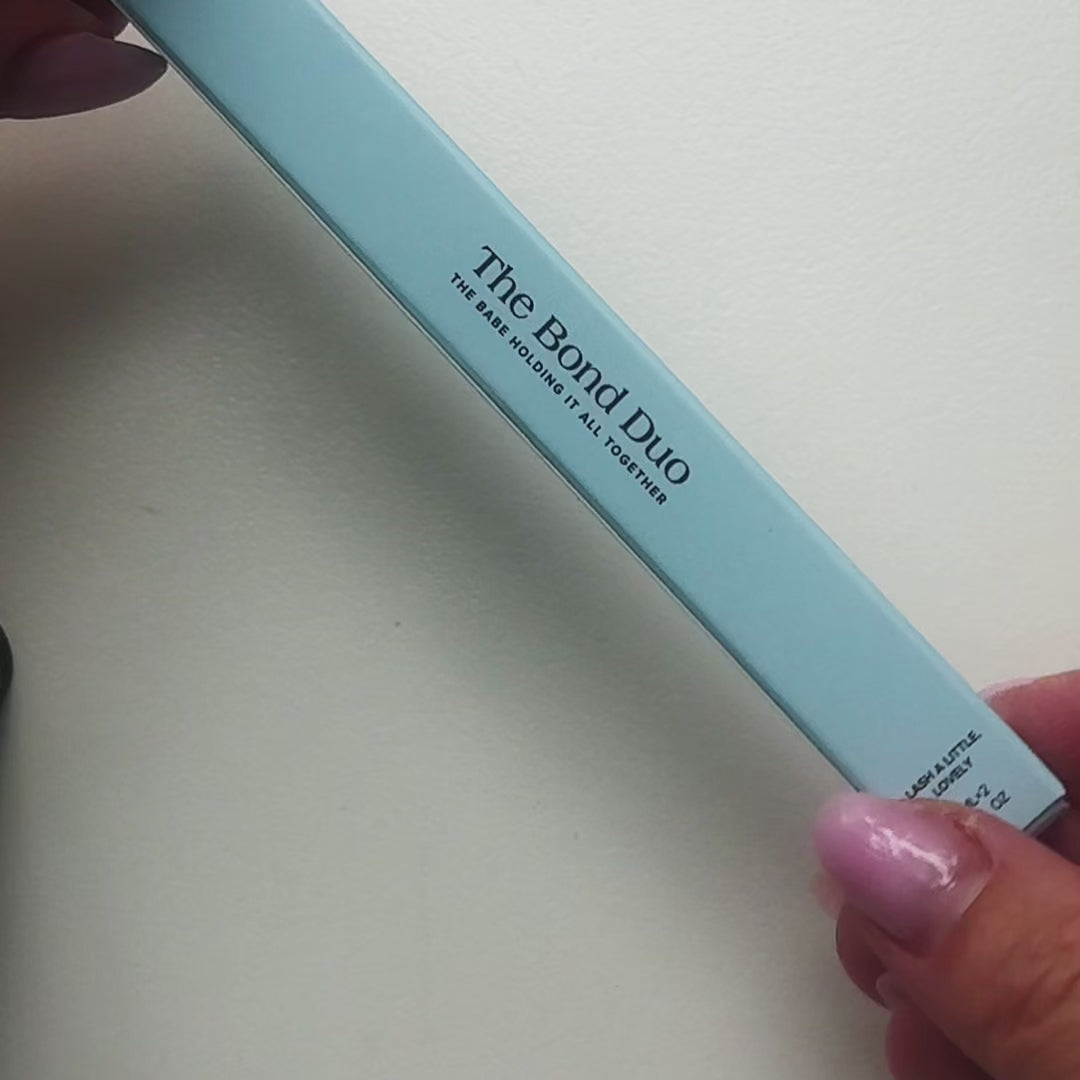 The Bond Duo
THE BABE HOLDING IT ALL TOGETHER
LASH A LITTLE.
LOVELY
OZ